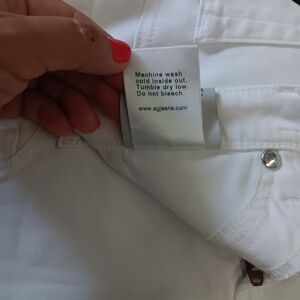 Machine wash
cold inside out.
Tumble dry low.
Do not bleach.
www.sgjeans.com